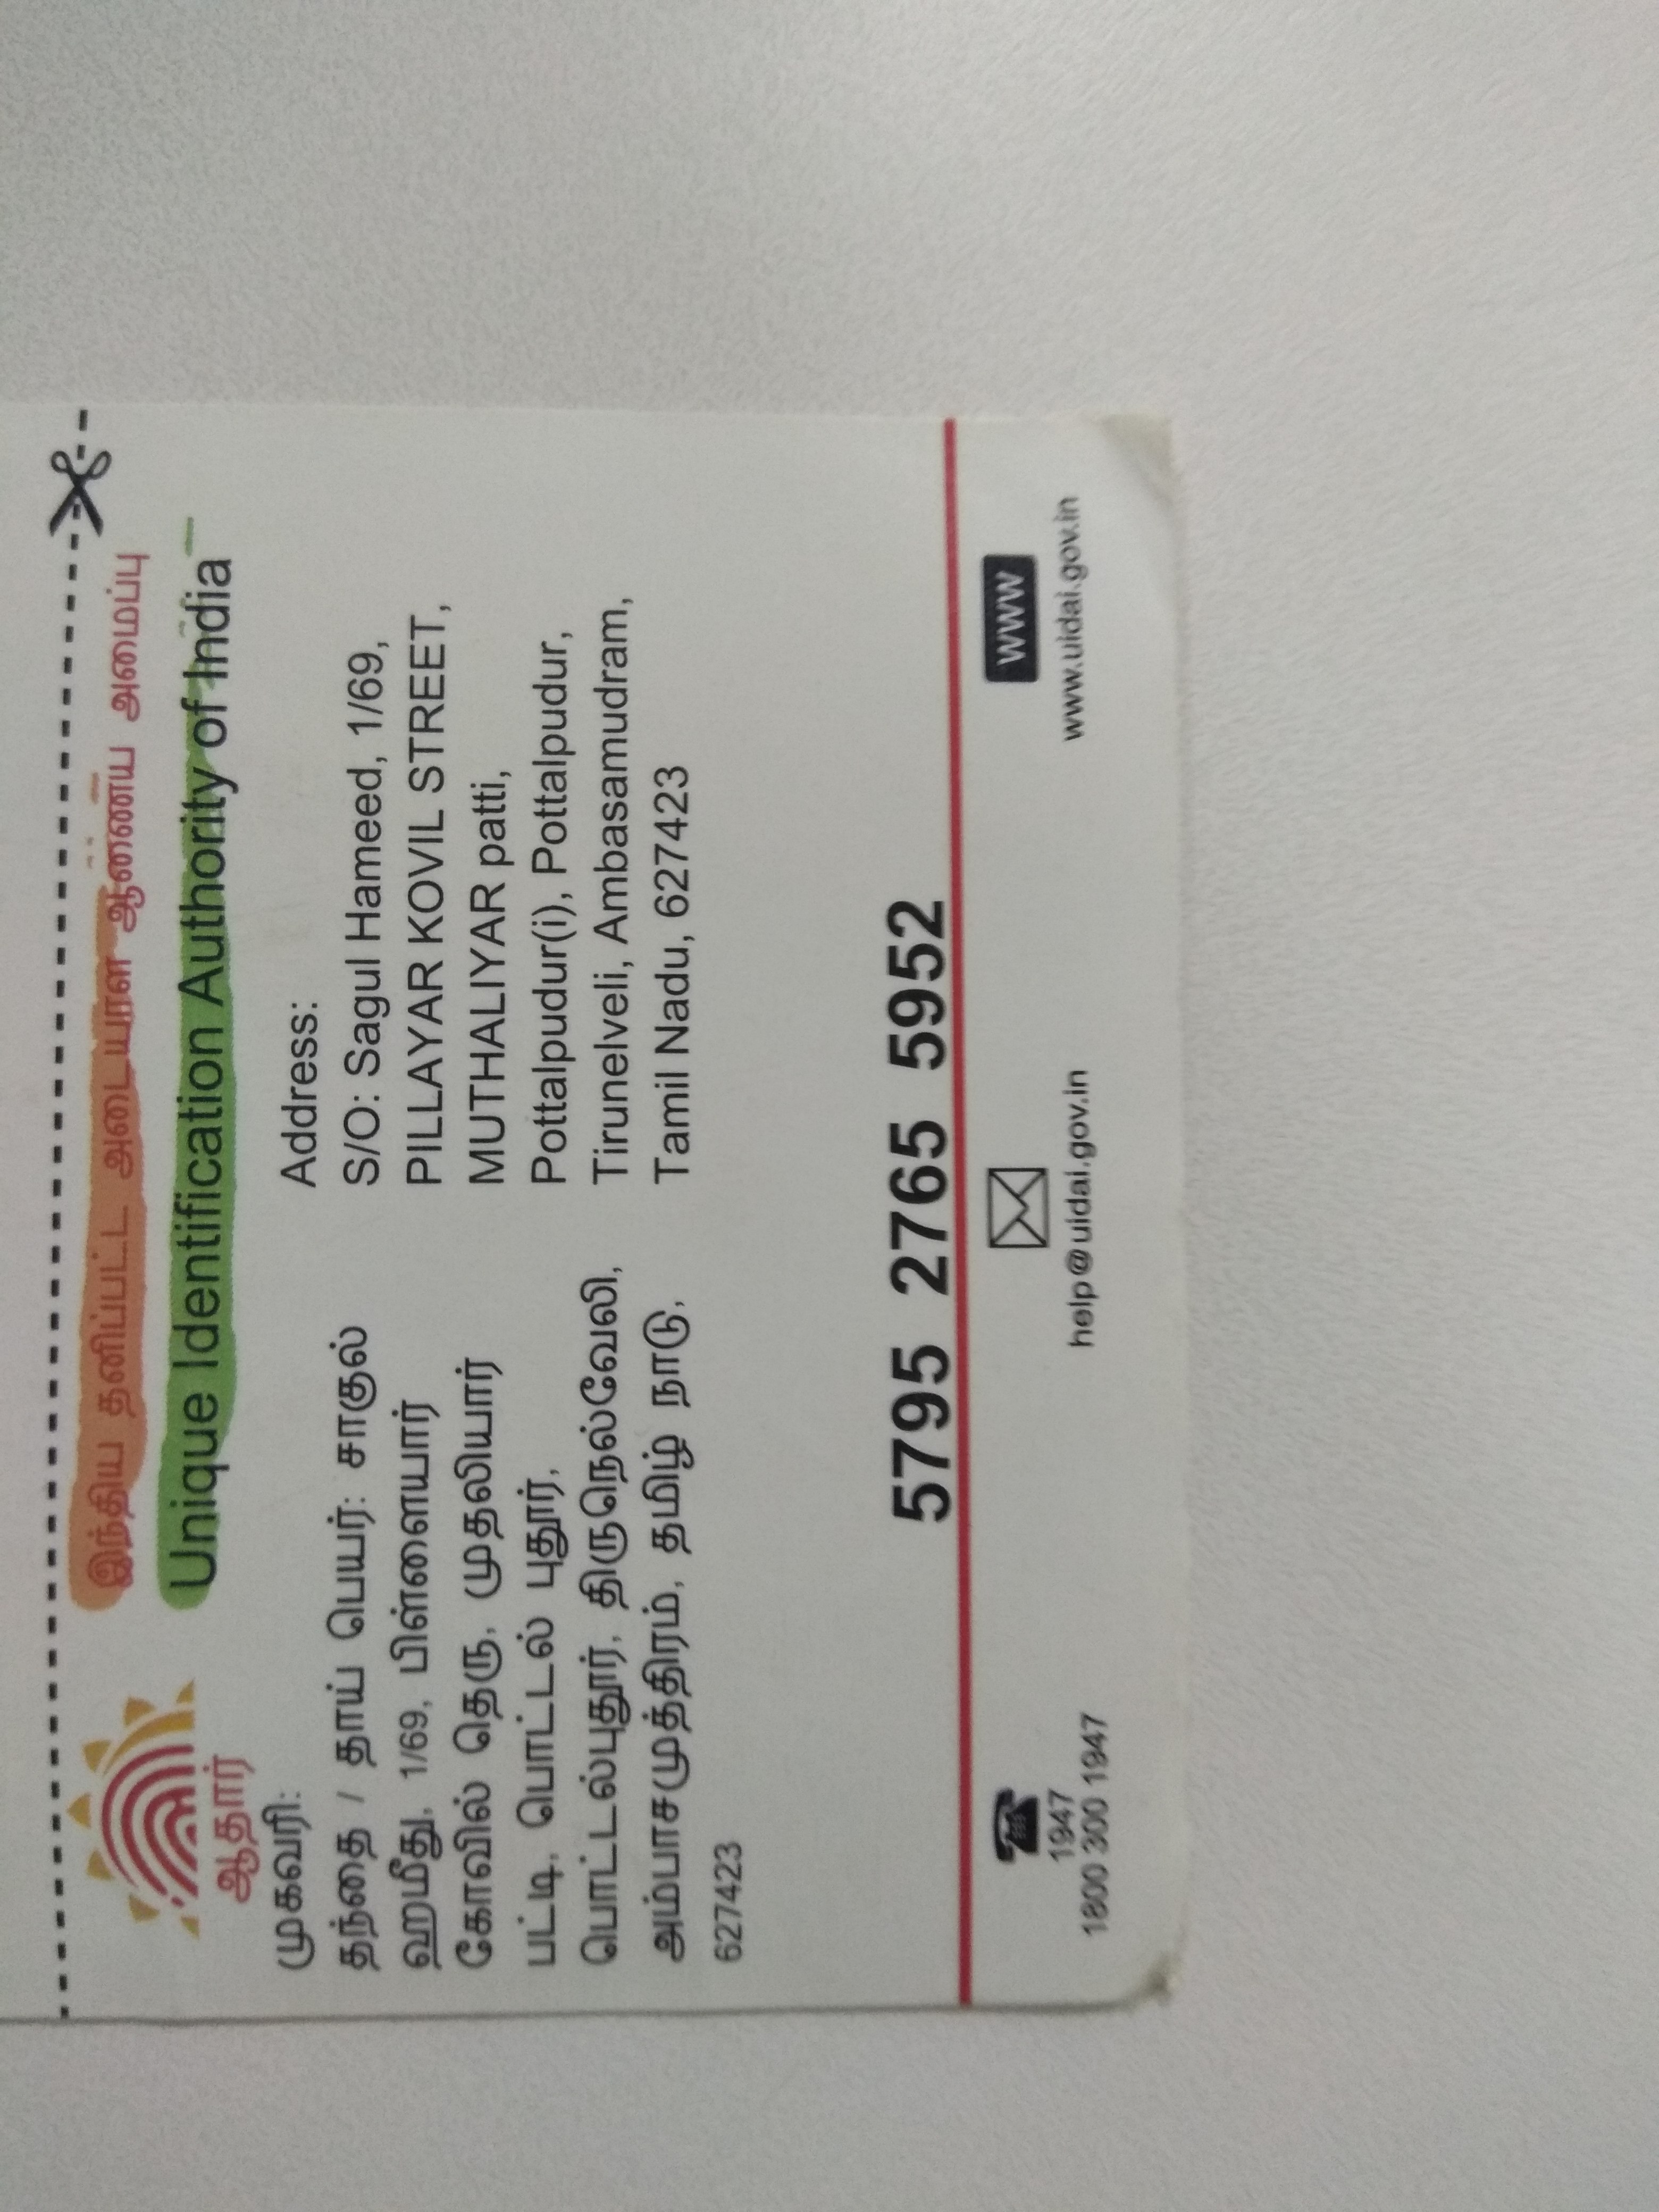 இந்திய தனிப்பட்ட அடையாள ஆணைய அமைப்பு
Unique Identification Authority of India
ஆதார்
முகவரி:
தந்தை / தாய் பெயர்: சாகுல்
ஹமீது, 1/69, பிள்ளையார்
கோவில் தெரு, முதலியார்
பட்டி, பொட்டல் புதூர்,
பொட்டல்புதூர், திருநெல்வேலி,
அம்பாசமுத்திரம், தமிழ் நாடு,
627423
Address:
S/O: Sagul Hameed, 1/69,
PILLAYAR KOVIL STREET,
MUTHALIYAR patti,
Pottalpudur(i), Pottalpudur,
Tirunelveli, Ambasamudram,
Tamil Nadu, 627423
5795 2765 5952
1947
1800 300 1947
help@uidai.gov.in
WWW
www.uidai.gov.in